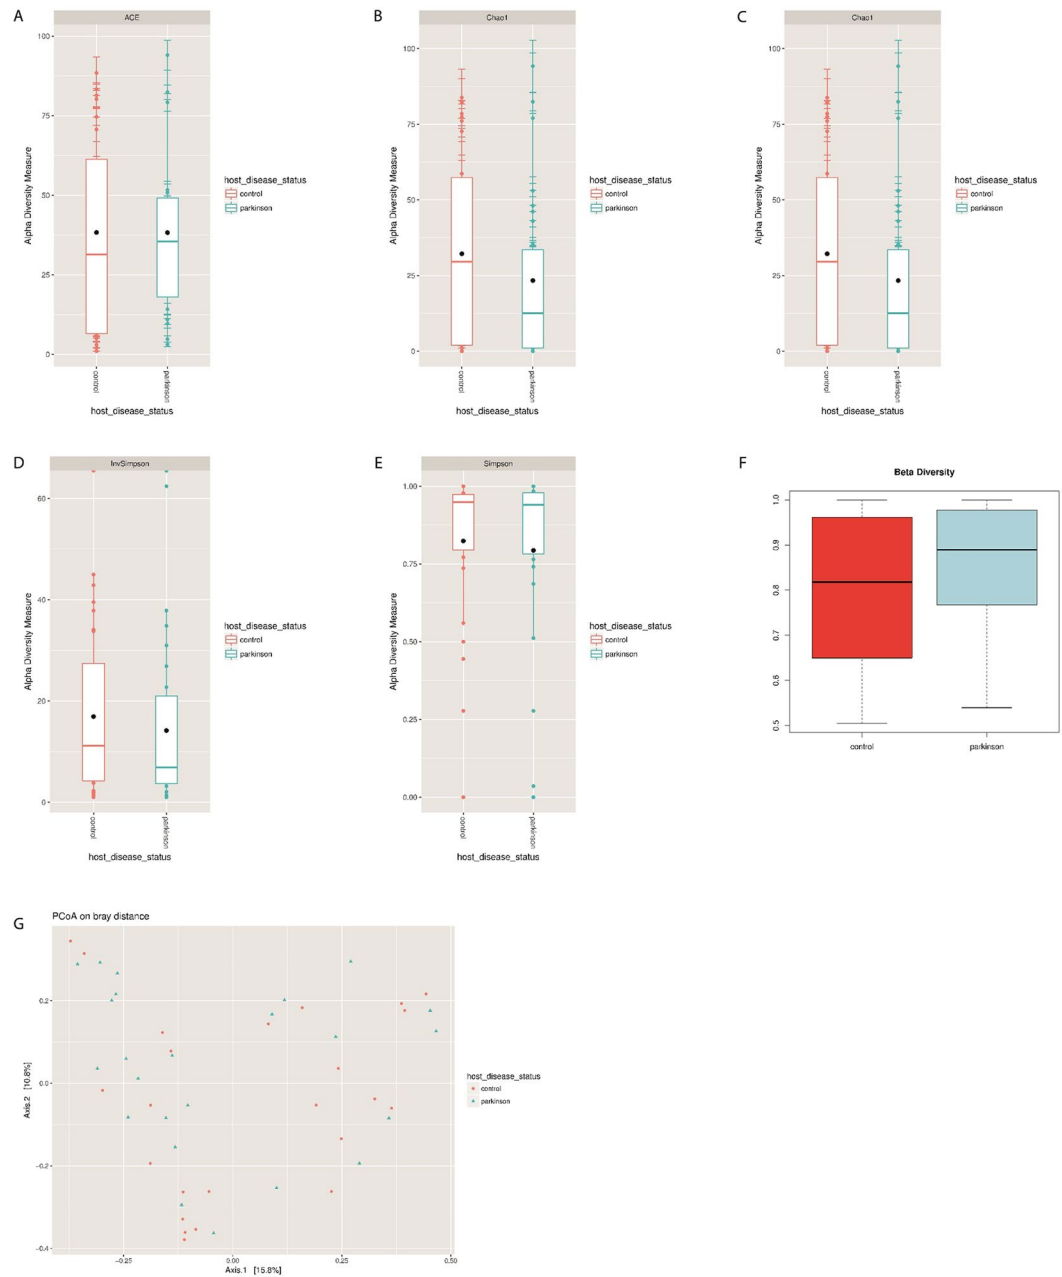 A
ACE
100
75
50
25
0
Alpha Diversity Measure
control
parkinson
host_disease_status
host_disease_status
control
parkinson
B
Chao1
100
75
50
25
0
Alpha Diversity Measure
control
parkinson
host_disease_status
host_disease_status
control
parkinson
C
Chao1
100
75
50
25
0
Alpha Diversity Measure
control
parkinson
host_disease_status
host_disease_status
control
parkinson
D
InvSimpson
60
40
20
0
Alpha Diversity Measure
control
parkinson
host_disease_status
host_disease_status
control
parkinson
E
Simpson
1.00
0.75
0.50
0.25
0.00
Alpha Diversity Measure
control
parkinson
host_disease_status
host_disease_status
control
parkinson
F
Beta Diversity
1.0
0.9
0.8
0.7
0.6
0.5
control
parkinson
G
PCoA on bray distance
0.2
0.0
−0.2
−0.4
Axis.2 [10.8%]
−0.25
0.00
0.25
0.50
Axis.1 [15.8%]
host_disease_status
control
parkinson